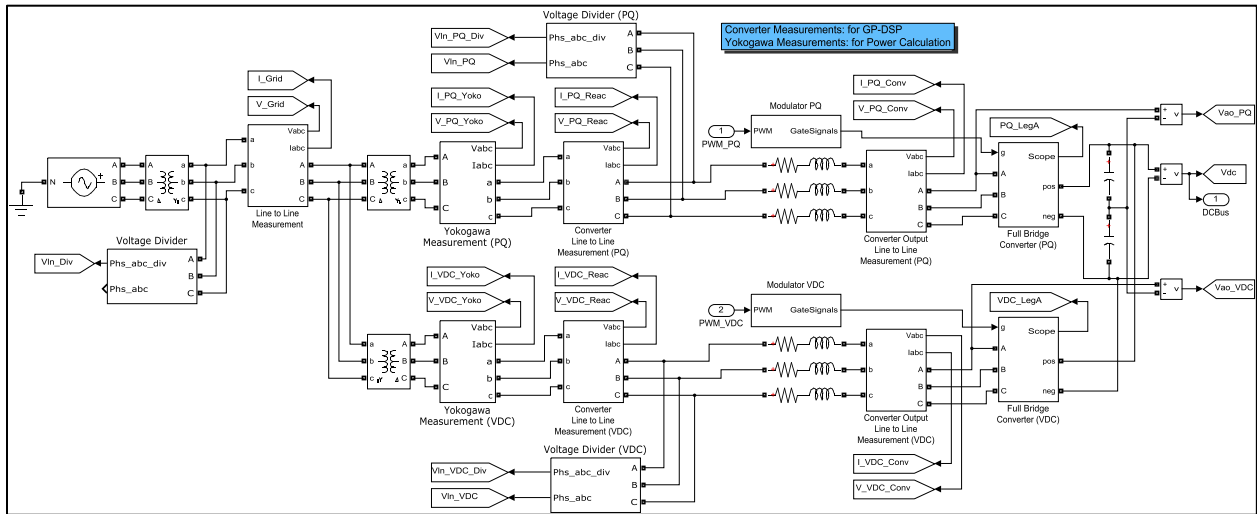 Voltage Divider (PQ)
Vln_PQ_Div
Phs_abc_div
A
Vln_PQ
Phs_abc
B
C
Converter Measurements: for GP-DSP
Yokogawa Measurements: for Power Calculation
I_Grid
V_Grid
I_PQ_Yoko
V_PQ_Yoko
I_PQ_Reac
V_PQ_Reac
I_PQ_Conv
V_PQ_Conv
Modulator PQ
1
PWM_PQ
PWM
GateSignals
PQ_LegA
Vao_PQ
+
-
v
N
A
B
C
A
B
C
a
b
c
Δ
Y
a
b
c
Vabc
Iabc
A
B
C
Line to Line
Measurement
a
b
c
A
B
C
Δ
Y
A
B
C
Vabc
Iabc
a
b
c
Yokogawa
Measurement (PQ)
a
b
c
Vabc
Iabc
A
B
C
Converter
Line to Line
Measurement (PQ)
a
b
c
Vabc
Iabc
A
B
C
Converter Output
Line to Line
Measurement (PQ)
g
A
B
C
Scope
pos
neg
Full Bridge
Converter (PQ)
+
-
v
Vdc
1
DCBus
Voltage Divider
Vln_Div
Phs_abc_div
Phs_abc
A
B
C
I_VDC_Yoko
V_VDC_Yoko
I_VDC_Reac
V_VDC_Reac
Modulator VDC
2
PWM_VDC
PWM
GateSignals
VDC_LegA
+
-
v
Vao_VDC
a
b
c
A
B
C
Y
Δ
A
B
C
Vabc
Iabc
a
b
c
Yokogawa
Measurement (VDC)
a
b
c
Vabc
Iabc
A
B
C
Converter
Line to Line
Measurement (VDC)
a
b
c
Vabc
Iabc
A
B
C
Converter Output
Line to Line
Measurement (VDC)
g
A
B
C
Scope
pos
neg
Full Bridge
Converter (VDC)
Voltage Divider (VDC)
Vln_VDC_Div
Phs_abc_div
A
B
Vln_VDC
Phs_abc
C
I_VDC_Conv
V_VDC_Conv